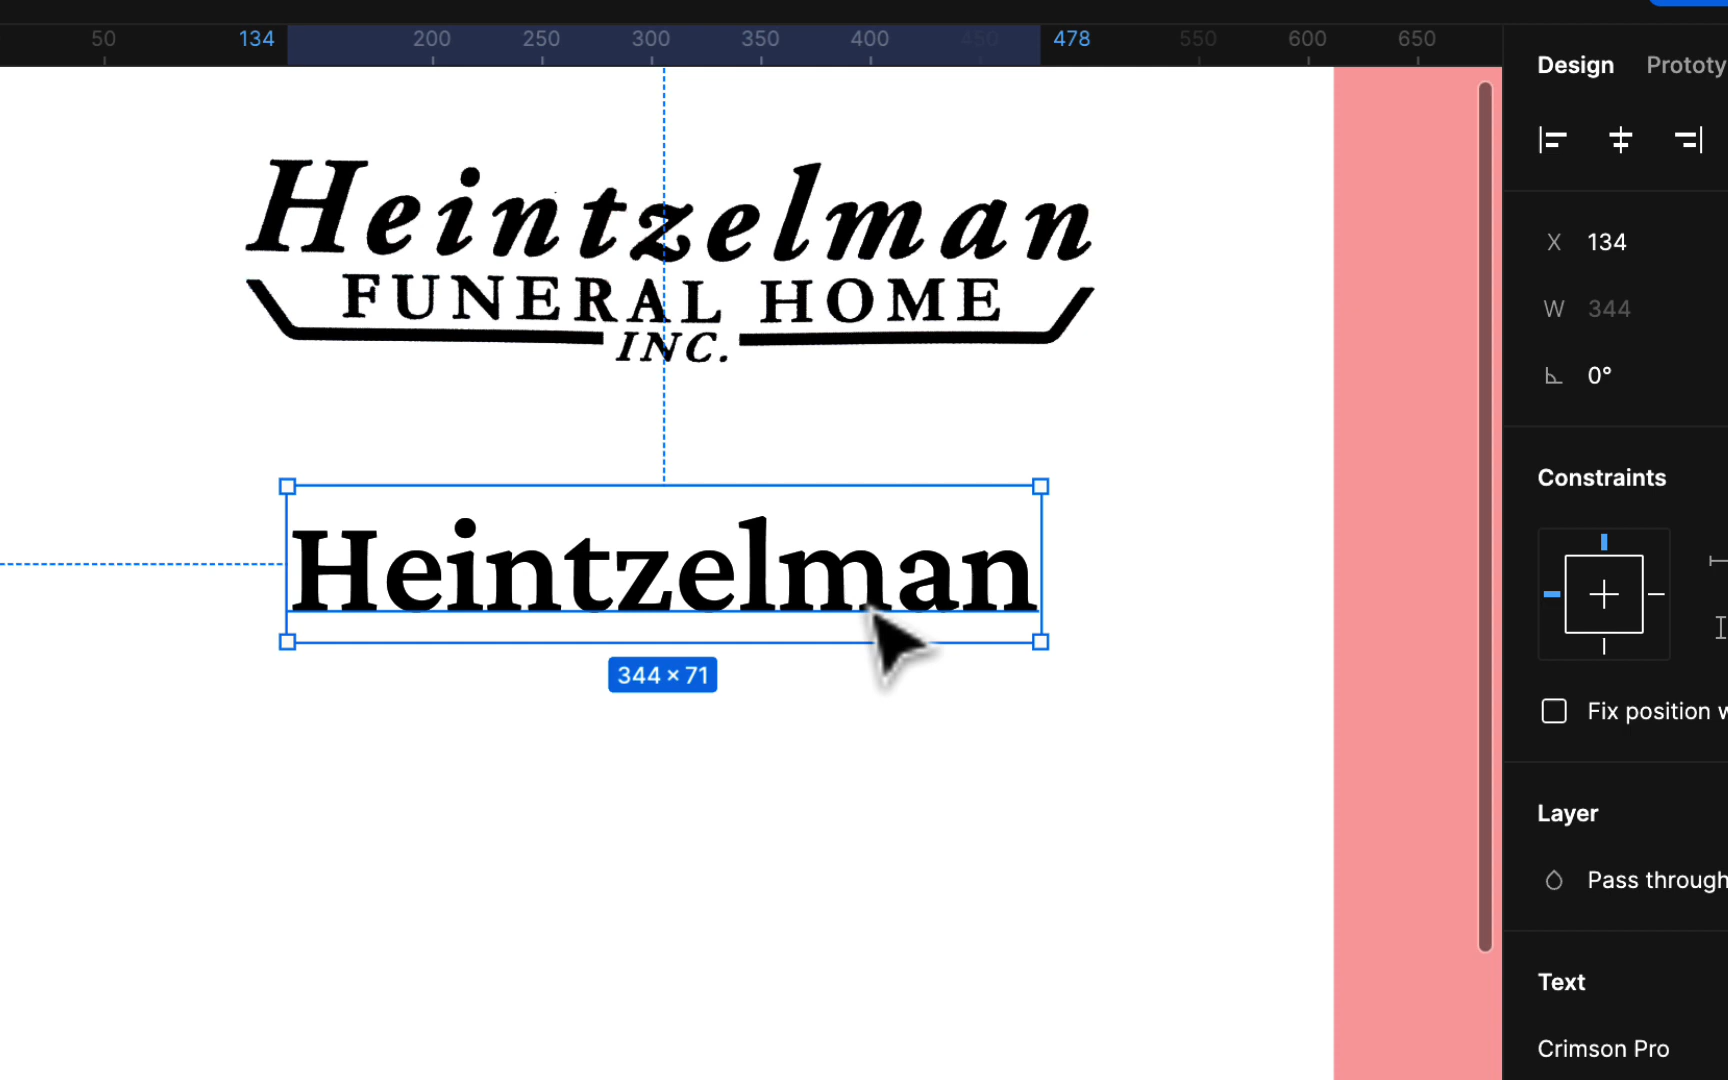 50 134 200 250 300 350 400 450 478 550 600 650
Design Prototy
Heintzelman
FUNERAL HOME
INC.
X 134
W 344
0°
Constraints
Heintzelman
344 × 71
Fix position w
Layer
Pass through
Text
Crimson Pro